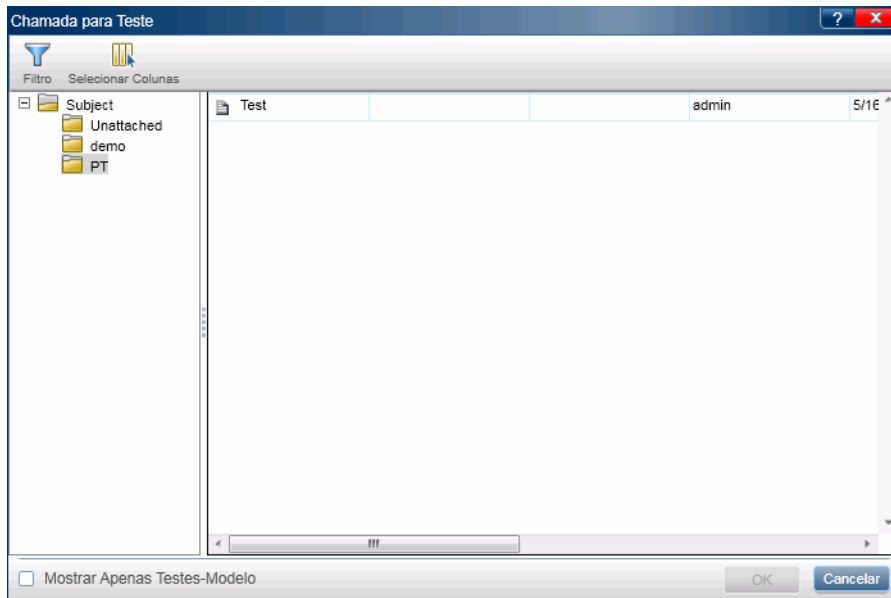 Chamada para Teste
? X
Filtro Selecionar Colunas
Subject
Unattached
demo
PT
Test admin 5/16
Mostrar Apenas Testes-Modelo
OK Cancelar